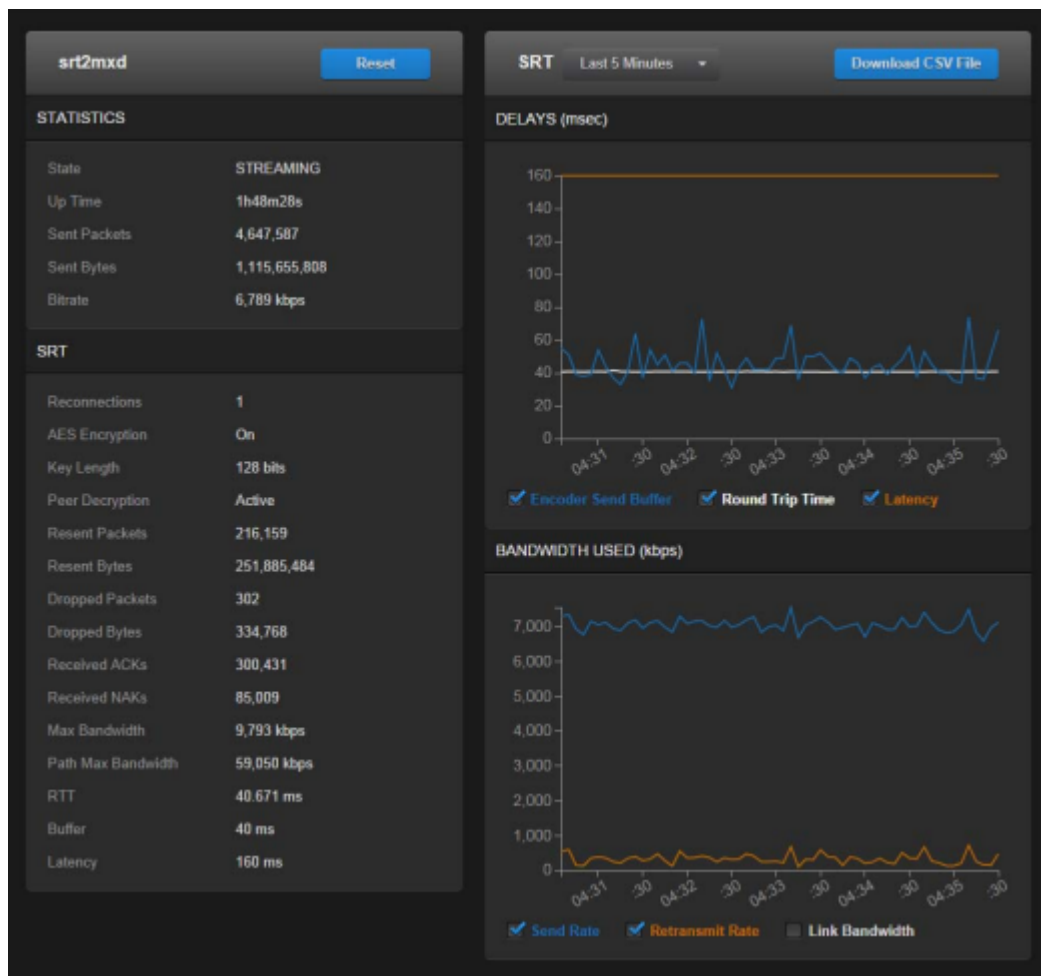 srt2mxd Reset
STATISTICS
State STREAMING
Up Time 1h48m28s
Sent Packets 4,647,587
Sent Bytes 1,115,655,808
Bitrate 6,789 kbps
SRT
Reconnections 1
AES Encryption On
Key Length 128 bits
Peer Decryption Active
Resent Packets 216,159
Resent Bytes 251,885,484
Dropped Packets 302
Dropped Bytes 334,768
Received ACKs 300,431
Received NAKs 85,009
Max Bandwidth 9,793 kbps
Path Max Bandwidth 59,050 kbps
RTT 40.671 ms
Buffer 40 ms
Latency 160 ms
SRT Last 5 Minutes Download CSV File
DELAYS (msec)
160
140
120
100
80
60
40
20
0
04:31 :30 04:32 :30 04:33 :30 04:34 :30 04:35 :30
Encoder Send Buffer Round Trip Time Latency
BANDWIDTH USED (kbps)
7,000
6,000
5,000
4,000
3,000
2,000
1,000
0
04:31 :30 04:32 :30 04:33 :30 04:34 :30 04:35 :30
Send Rate Retransmit Rate Link Bandwidth